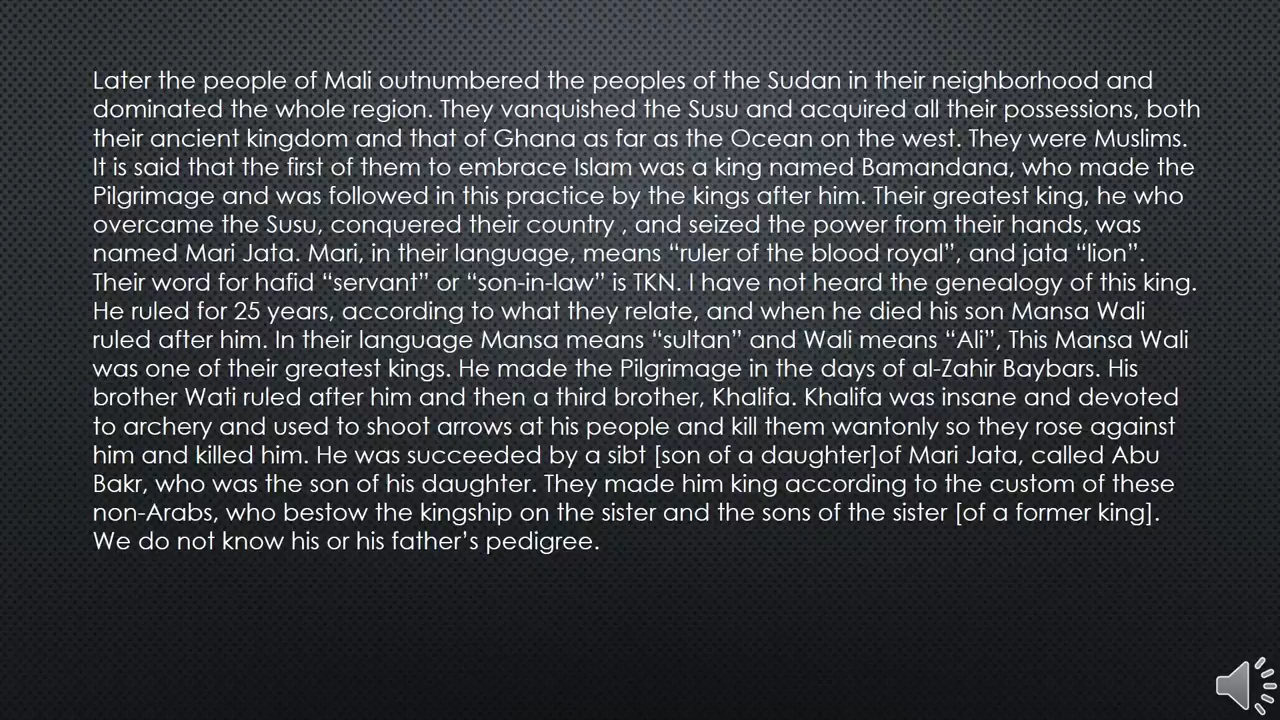 Later the people of Mali outnumbered the peoples of the Sudan in their neighborhood and
dominated the whole region. They vanquished the Susu and acquired all their possessions, both
their ancient kingdom and that of Ghana as far as the Ocean on the west. They were Muslims.
It is said that the first of them to embrace Islam was a king named Bamandana, who made the
Pilgrimage and was followed in this practice by the kings after him. Their greatest king, he who
overcame the Susu, conquered their country , and seized the power from their hands, was
named Mari Jata. Mari, in their language, means “ruler of the blood royal”, and jata “lion”.
Their word for hafid “servant” or “son-in-law” is TKN. I have not heard the genealogy of this king.
He ruled for 25 years, according to what they relate, and when he died his son Mansa Wali
ruled after him. In their language Mansa means “sultan” and Wali means “Ali”, This Mansa Wali
was one of their greatest kings. He made the Pilgrimage in the days of al-Zahir Baybars. His
brother Wati ruled after him and then a third brother, Khalifa. Khalifa was insane and devoted
to archery and used to shoot arrows at his people and kill them wantonly so they rose against
him and killed him. He was succeeded by a sibt [son of a daughter]of Mari Jata, called Abu
Bakr, who was the son of his daughter. They made him king according to the custom of these
non-Arabs, who bestow the kingship on the sister and the sons of the sister [of a former king].
We do not know his or his father’s pedigree.